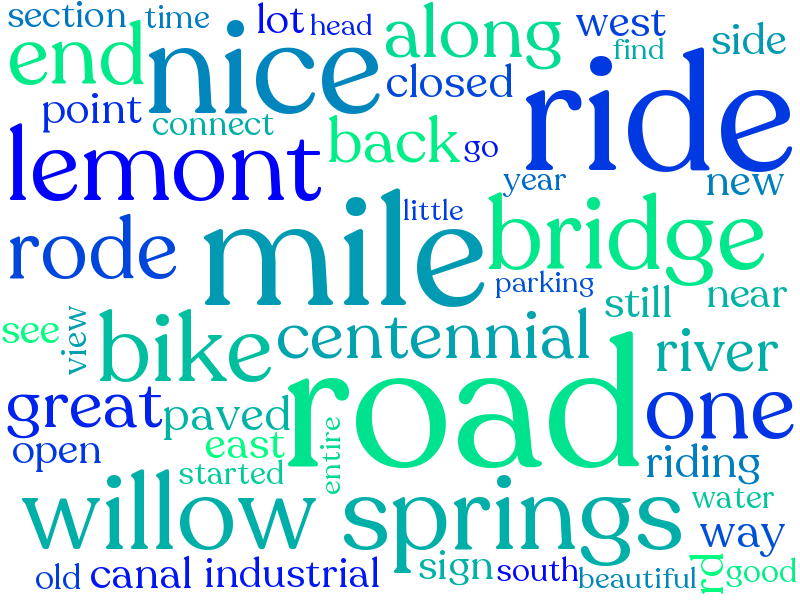 section time lot head west side
end nice along find
point closed ride
connect back go
lemont year new
little
rode mile bridge
parking near
see view still
bike centennial river
great paved road one
open east entire riding
started water
willow springs way
old canal industrial sign south beautiful rd good